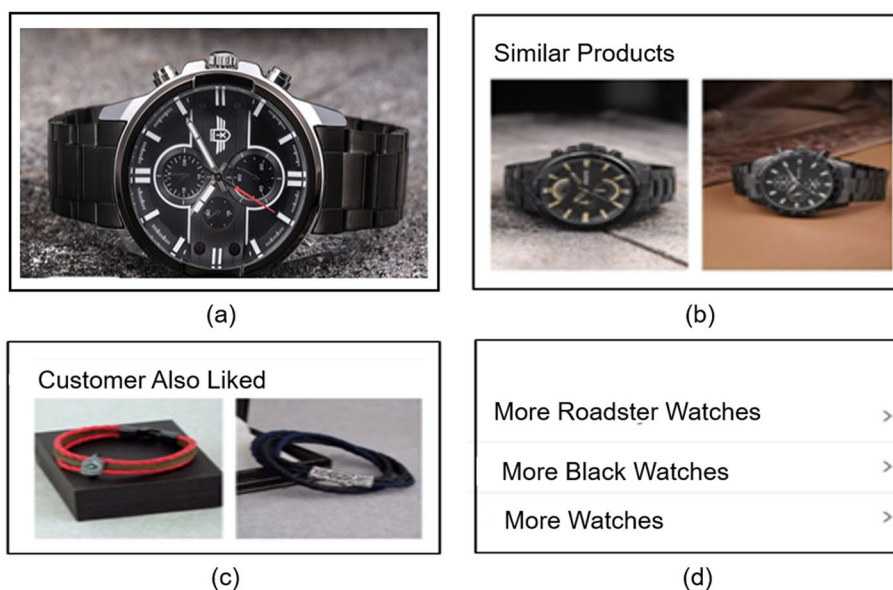 (a)
Similar Products
(b)
Customer Also Liked
(c)
More Roadster Watches
More Black Watches
More Watches
(d)